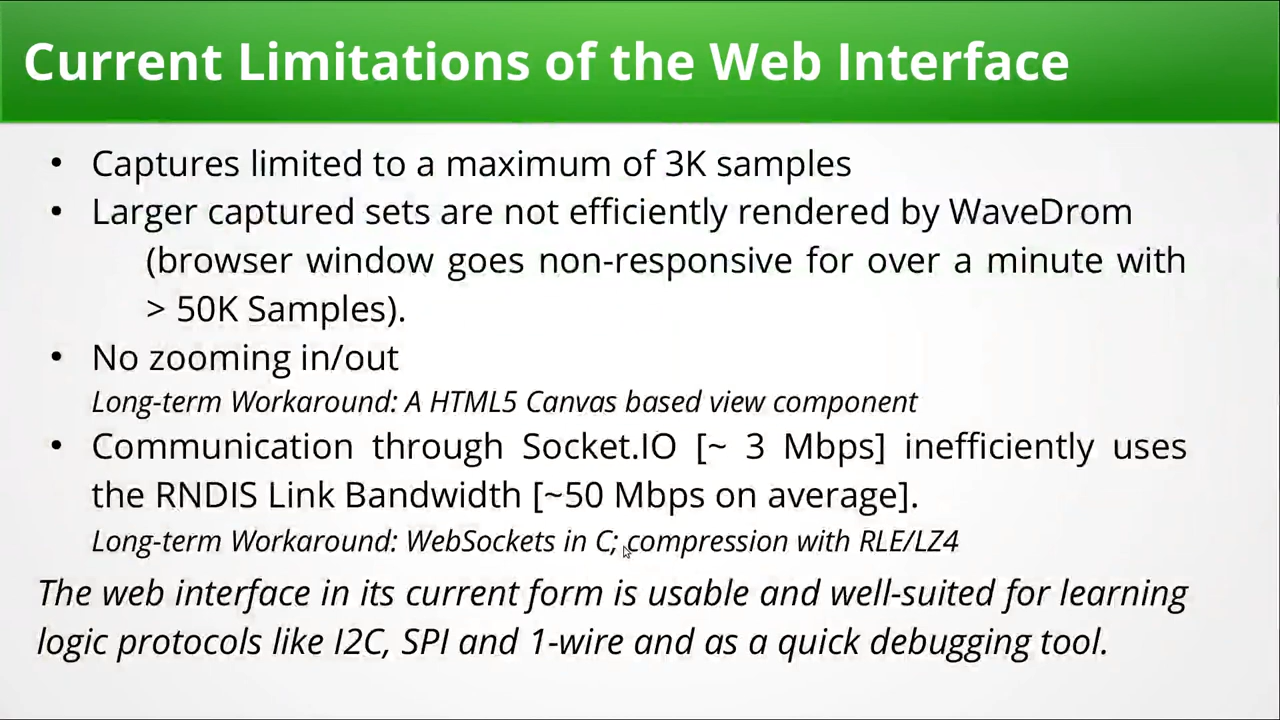 Current Limitations of the Web Interface
• Captures limited to a maximum of 3K samples
• Larger captured sets are not efficiently rendered by WaveDrom
(browser window goes non-responsive for over a minute with
> 50K Samples).
• No zooming in/out
Long-term Workaround: A HTML5 Canvas based view component
• Communication through Socket.IO [~ 3 Mbps] inefficiently uses
the RNDIS Link Bandwidth [~50 Mbps on average].
Long-term Workaround: WebSockets in C; compression with RLE/LZ4
The web interface in its current form is usable and well-suited for learning
logic protocols like I2C, SPI and 1-wire and as a quick debugging tool.